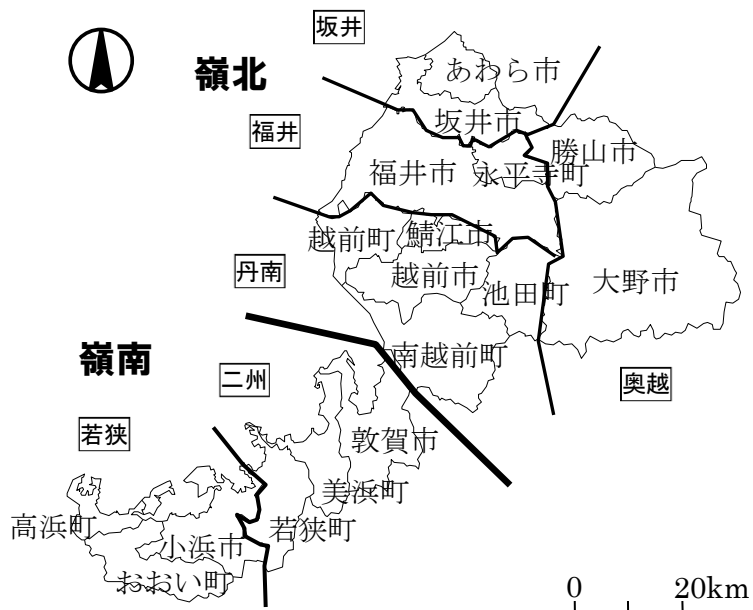 坂井
嶺北
あわら市
福井
坂井市
勝山市
福井市
永平寺町
越前町
鯖江市
丹南
越前市
池田町
大野市
嶺南
南越前町
二州
奥越
若狭
敦賀市
美浜町
高浜町
若狭町
小浜市
おおい町
0 20km